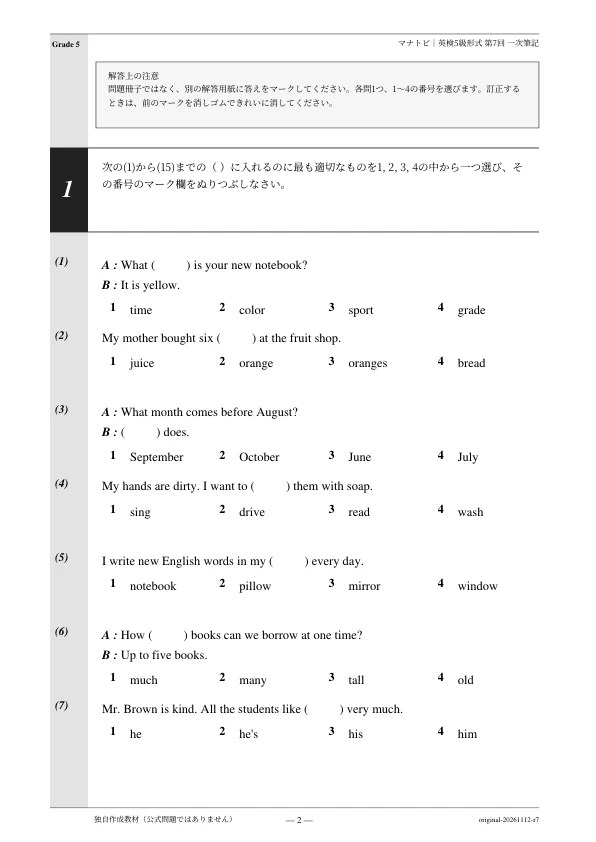 Grade 5
マナトビ｜英検5級形式 第7回 一次筆記
解答上の注意
問題冊子ではなく、別の解答用紙に答えをマークしてください。各問1つ、1〜4の番号を選びます。訂正する
ときは、前のマークを消しゴムできれいに消してください。
1
次の(1)から(15)までの（ ）に入れるのに最も適切なものを1, 2, 3, 4の中から一つ選び、そ
の番号のマーク欄をぬりつぶしなさい。
(1)
A : What (　　) is your new notebook?
B : It is yellow.
1 time 2 color 3 sport 4 grade
(2)
My mother bought six (　　) at the fruit shop.
1 juice 2 orange 3 oranges 4 bread
(3)
A : What month comes before August?
B : (　　) does.
1 September 2 October 3 June 4 July
(4)
My hands are dirty. I want to (　　) them with soap.
1 sing 2 drive 3 read 4 wash
(5)
I write new English words in my (　　) every day.
1 notebook 2 pillow 3 mirror 4 window
(6)
A : How (　　) books can we borrow at one time?
B : Up to five books.
1 much 2 many 3 tall 4 old
(7)
Mr. Brown is kind. All the students like (　　) very much.
1 he 2 he's 3 his 4 him
独自作成教材（公式問題ではありません）
— 2 —
original-20261112-r7